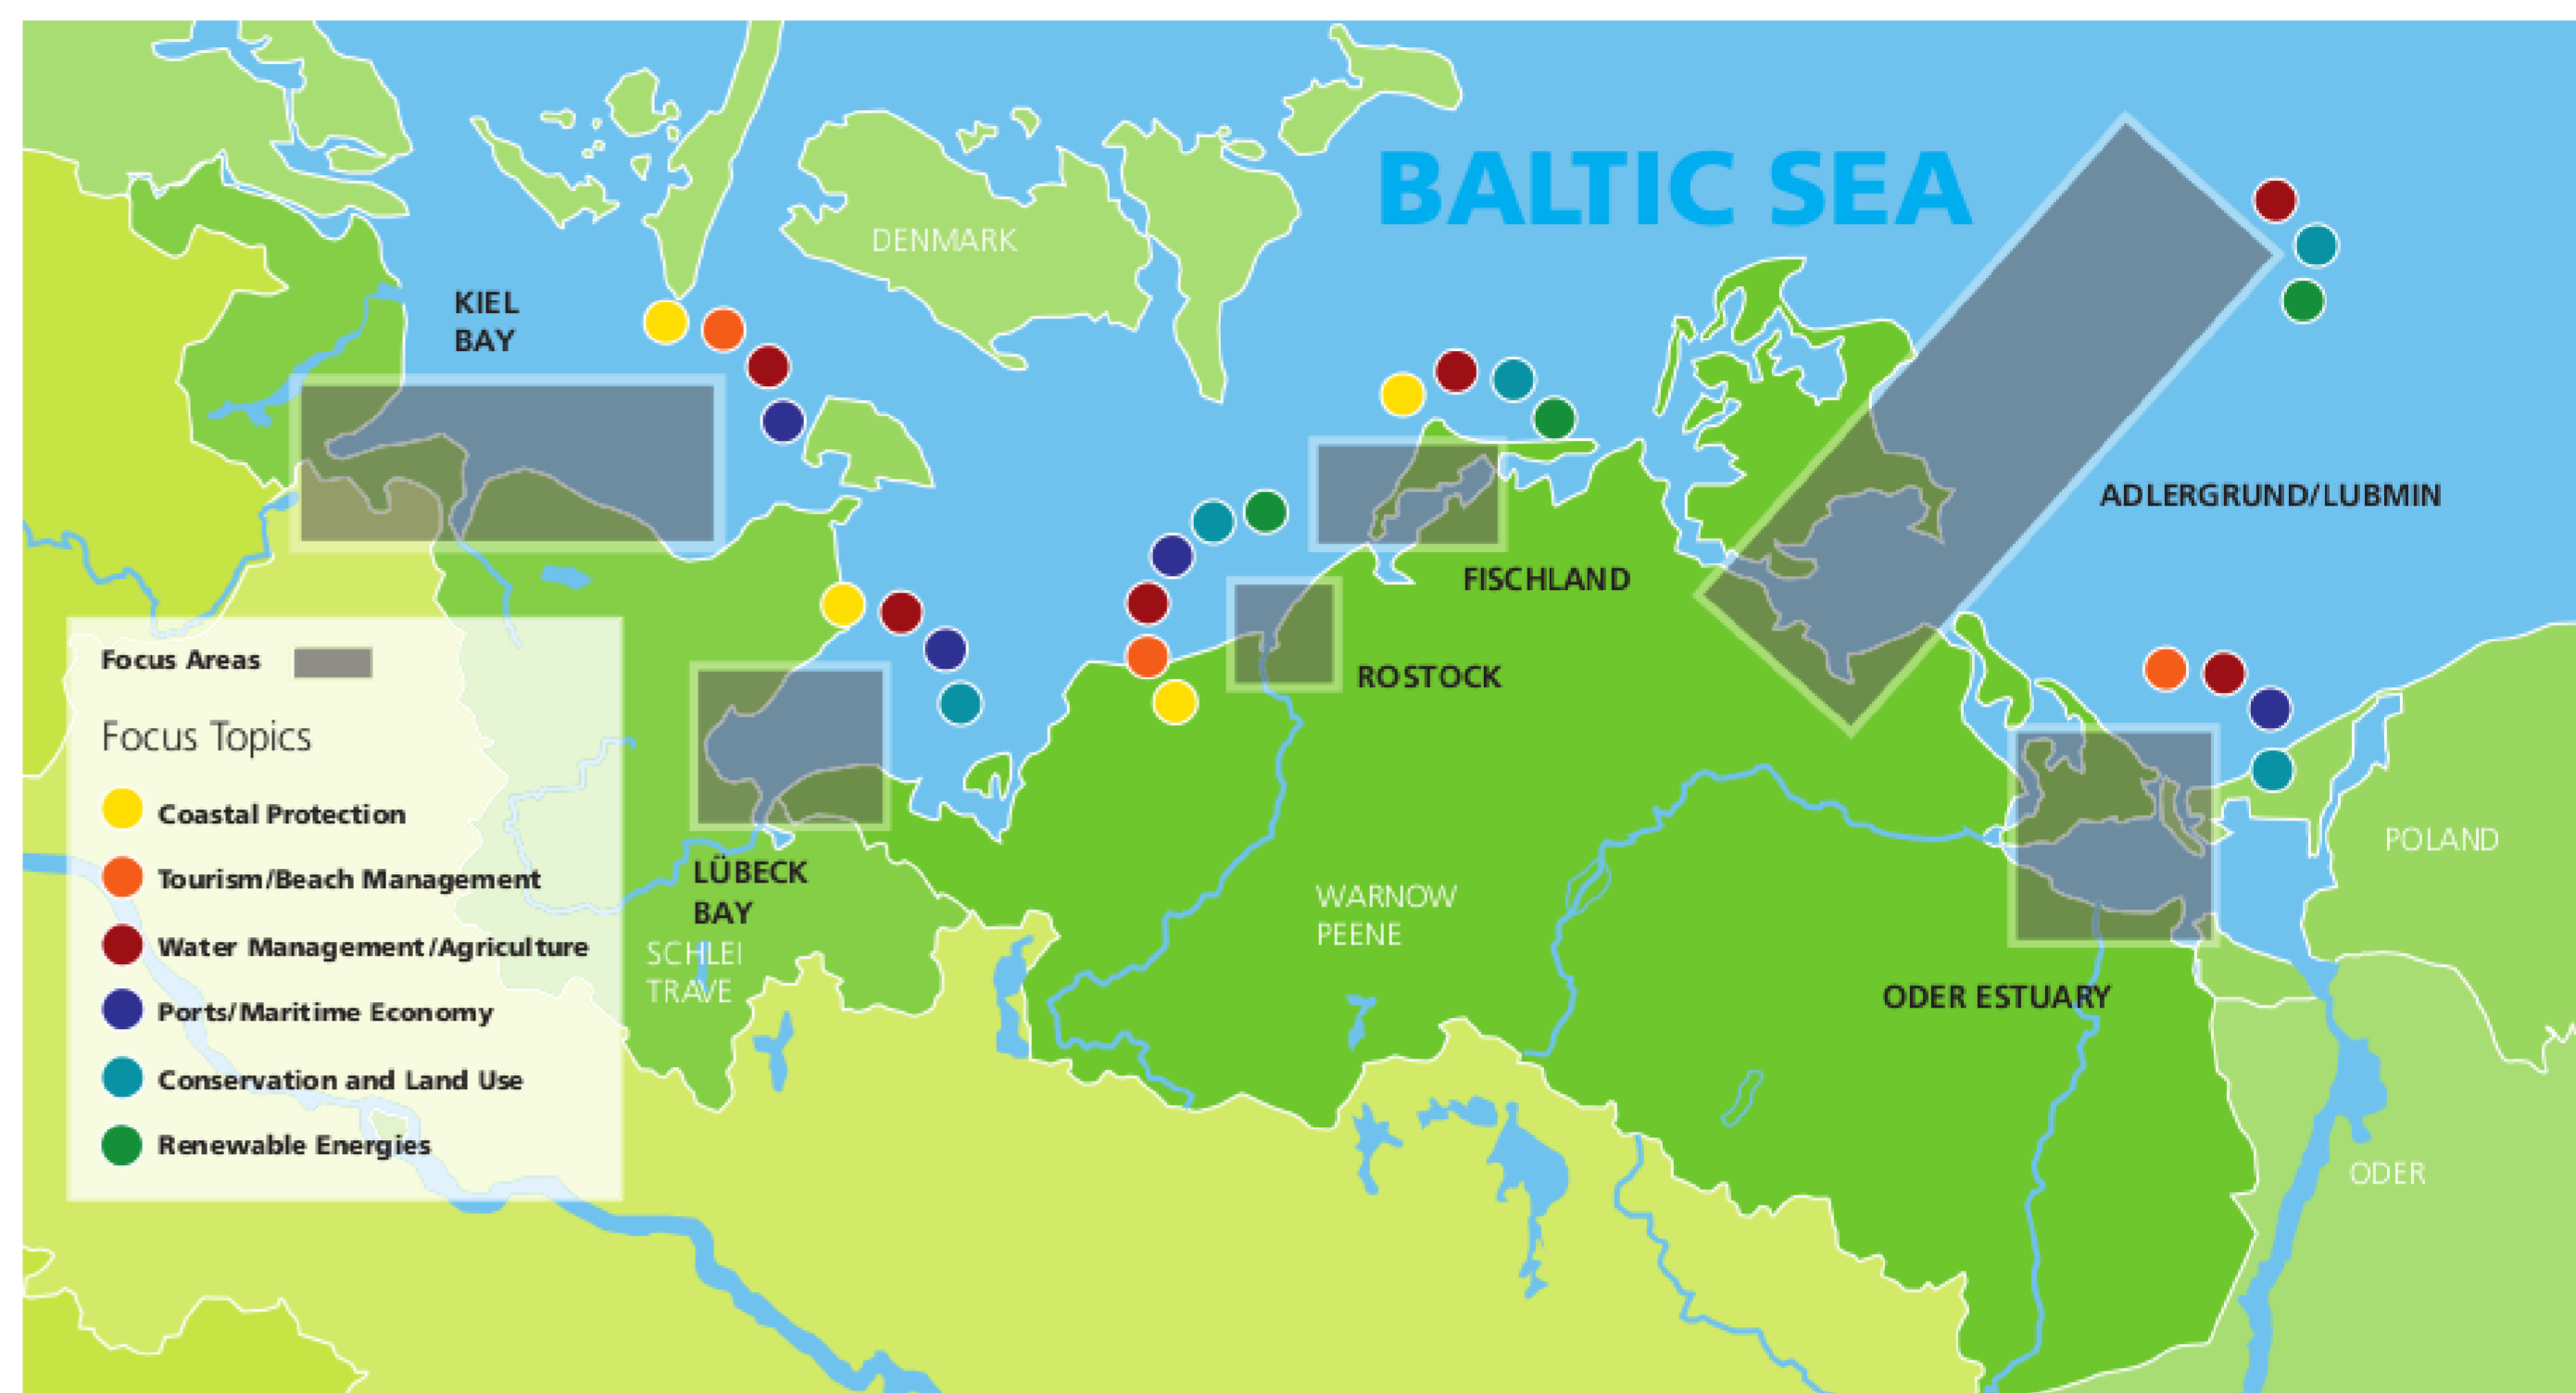 BALTIC SEA
DENMARK
KIEL
BAY
ADLERGRUND/LUBMIN
FISCHLAND
ROSTOCK
Focus Areas
Focus Topics
Coastal Protection
Tourism/Beach Management
Water Management/Agriculture
Ports/Maritime Economy
Conservation and Land Use
Renewable Energies
LÜBECK
BAY
SCHLEI
TRAVE
WARNOW
PEENE
ODER ESTUARY
POLAND
ODER